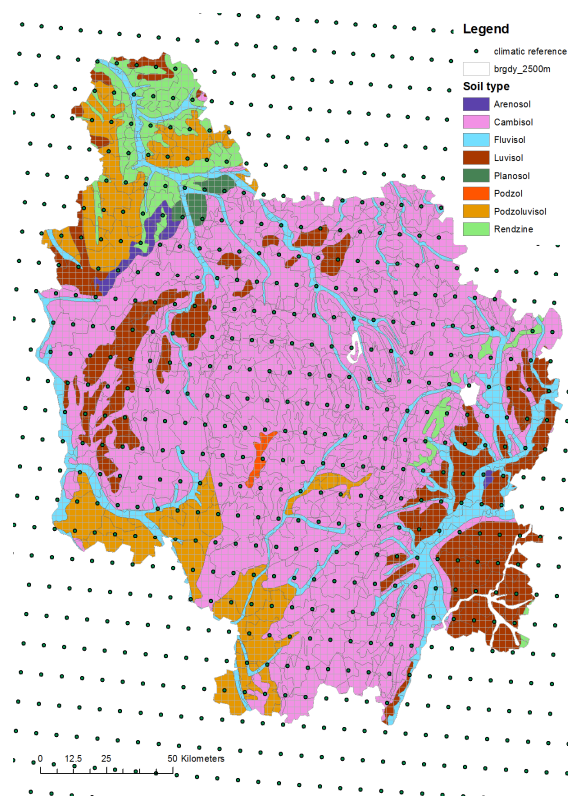 Legend
climatic reference
brgdy_2500m
Soil type
Arenosol
Cambisol
Fluvisol
Luvisol
Planosol
Podzol
Podzoluvisol
Rendzine
0 12.5 25 50 Kilometers